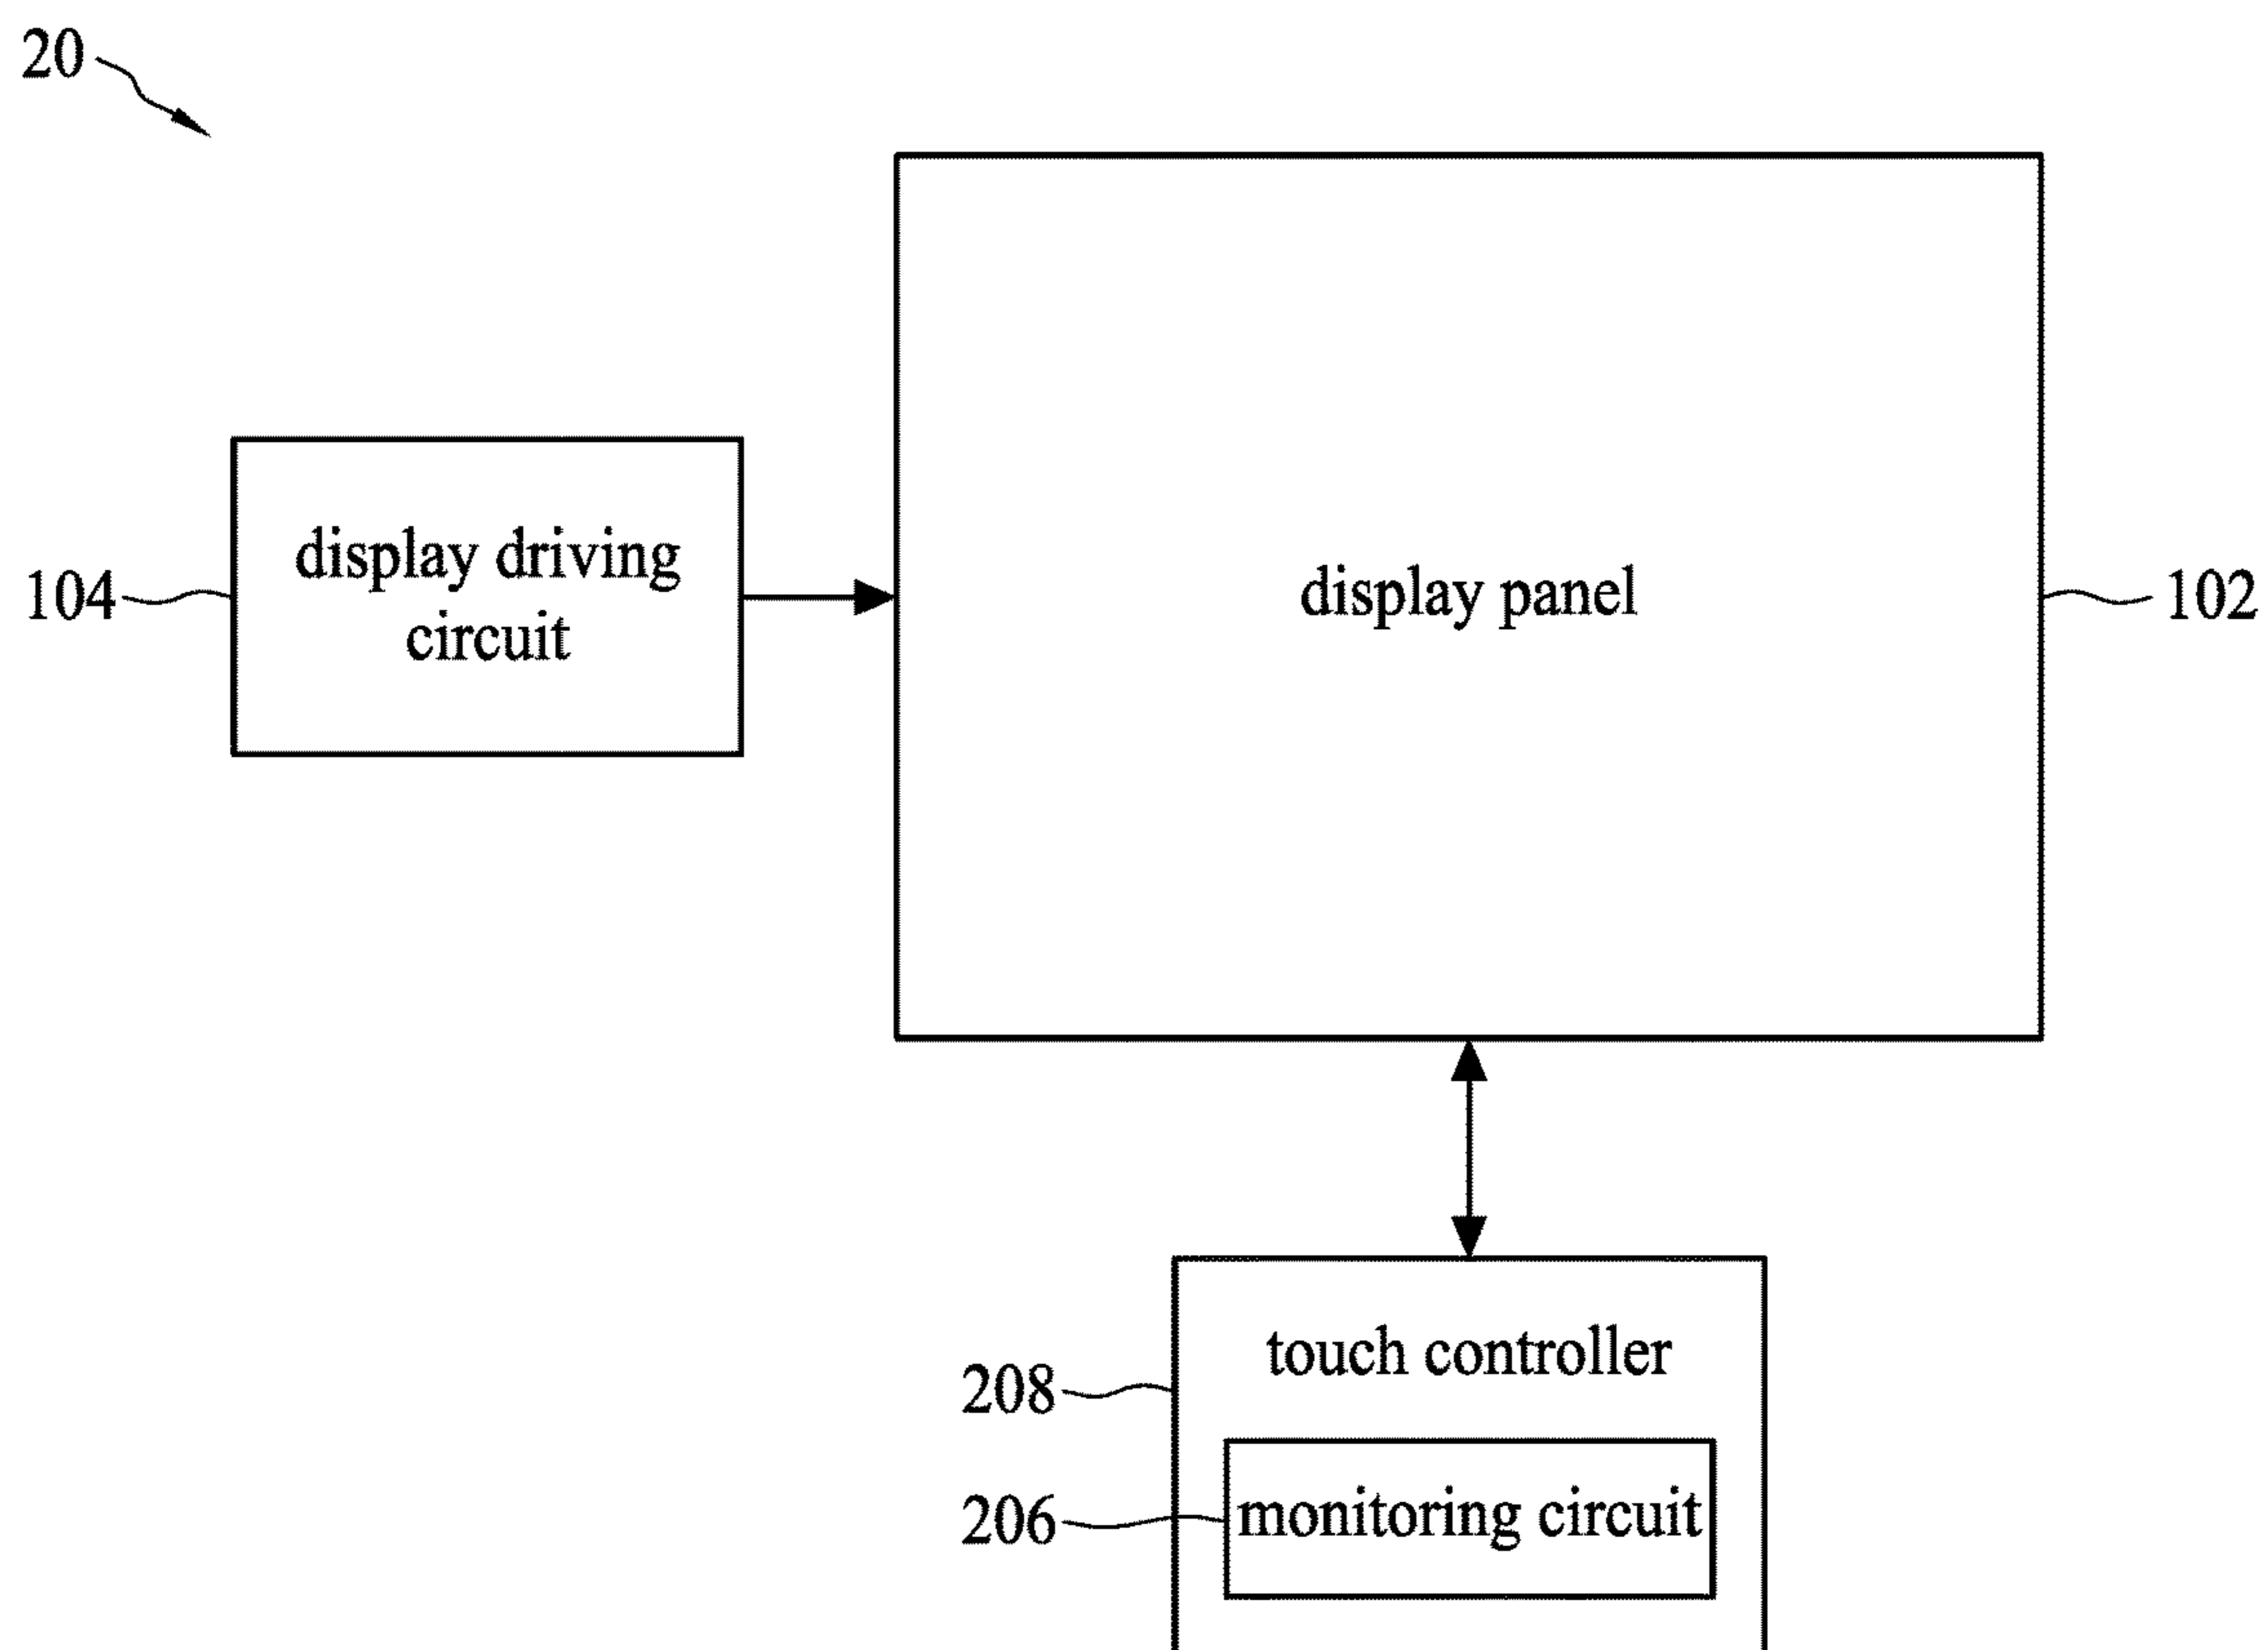 20
display driving
circuit
104
display panel
102
touch controller
208
monitoring circuit
206